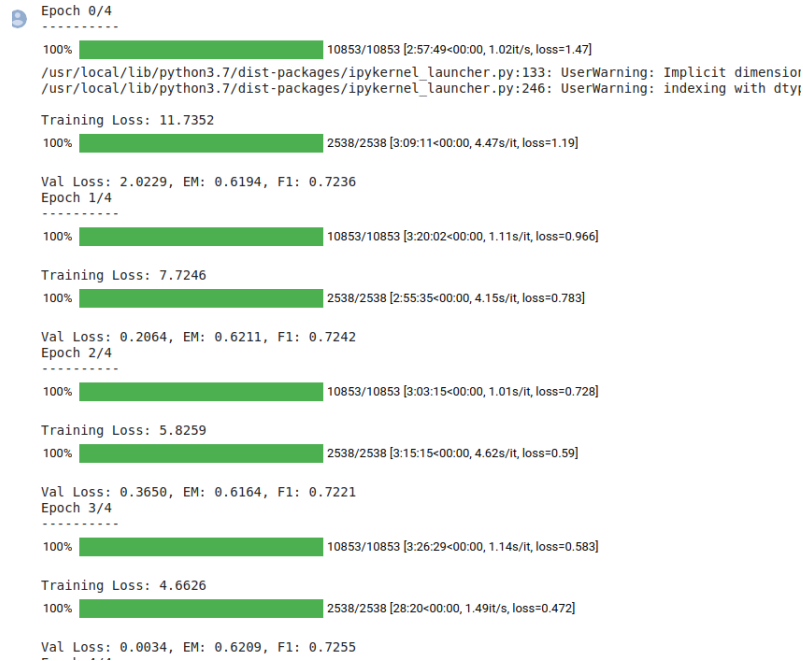 Epoch 0/4
----------
100% 10853/10853 [2:57:49<00:00, 1.02it/s, loss=1.47]
/usr/local/lib/python3.7/dist-packages/ipykernel_launcher.py:133: UserWarning: Implicit dimension
/usr/local/lib/python3.7/dist-packages/ipykernel_launcher.py:246: UserWarning: indexing with dtyp
Training Loss: 11.7352
100% 2538/2538 [3:09:11<00:00, 4.47s/it, loss=1.19]
Val Loss: 2.0229, EM: 0.6194, F1: 0.7236
Epoch 1/4
----------
100% 10853/10853 [3:20:02<00:00, 1.11s/it, loss=0.966]
Training Loss: 7.7246
100% 2538/2538 [2:55:35<00:00, 4.15s/it, loss=0.783]
Val Loss: 0.2064, EM: 0.6211, F1: 0.7242
Epoch 2/4
----------
100% 10853/10853 [3:03:15<00:00, 1.01s/it, loss=0.728]
Training Loss: 5.8259
100% 2538/2538 [3:15:15<00:00, 4.62s/it, loss=0.59]
Val Loss: 0.3650, EM: 0.6164, F1: 0.7221
Epoch 3/4
----------
100% 10853/10853 [3:26:29<00:00, 1.14s/it, loss=0.583]
Training Loss: 4.6626
100% 2538/2538 [28:20<00:00, 1.49it/s, loss=0.472]
Val Loss: 0.0034, EM: 0.6209, F1: 0.7255